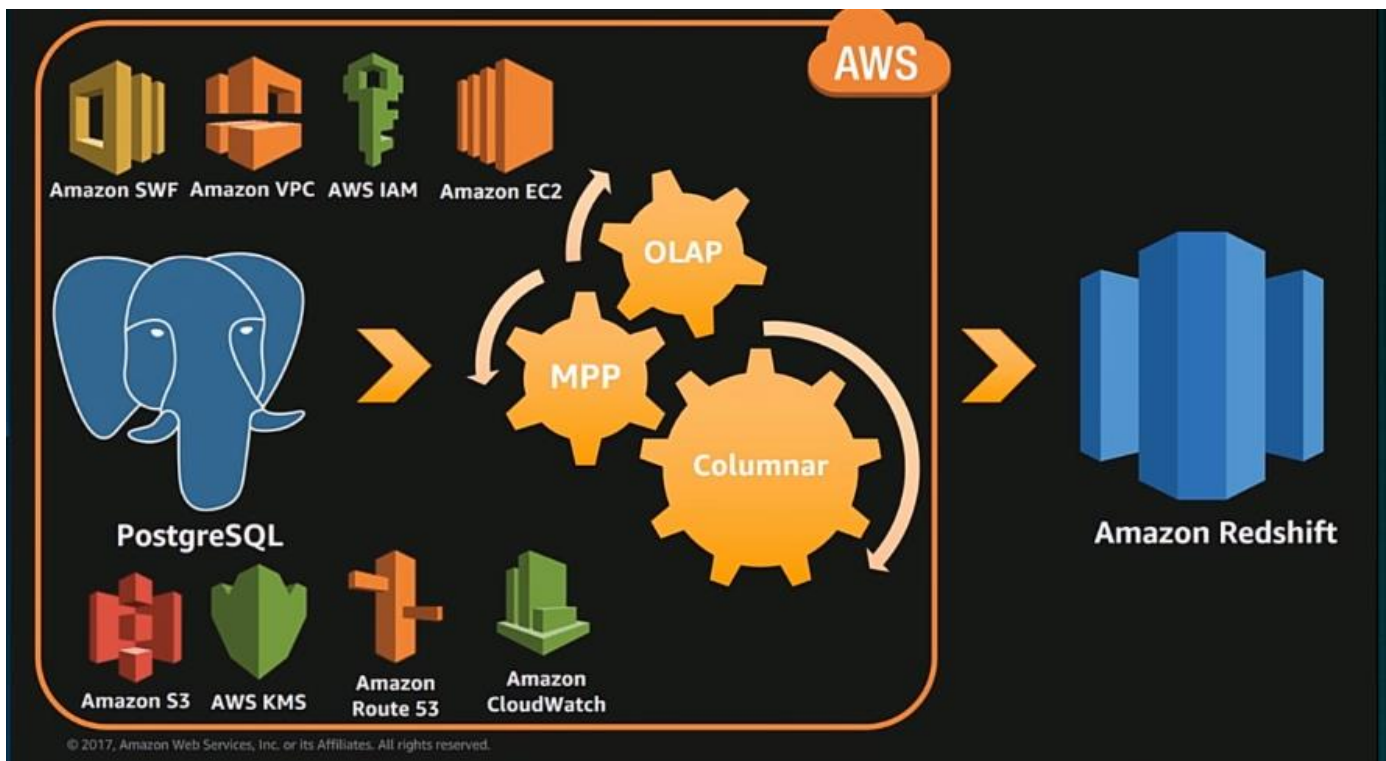 AWS
Amazon SWF
Amazon VPC
AWS IAM
Amazon EC2
OLAP
MPP
Columnar
PostgreSQL
Amazon Redshift
Amazon S3
AWS KMS
Amazon
Route 53
Amazon
CloudWatch
© 2017, Amazon Web Services, Inc. or its Affiliates. All rights reserved.